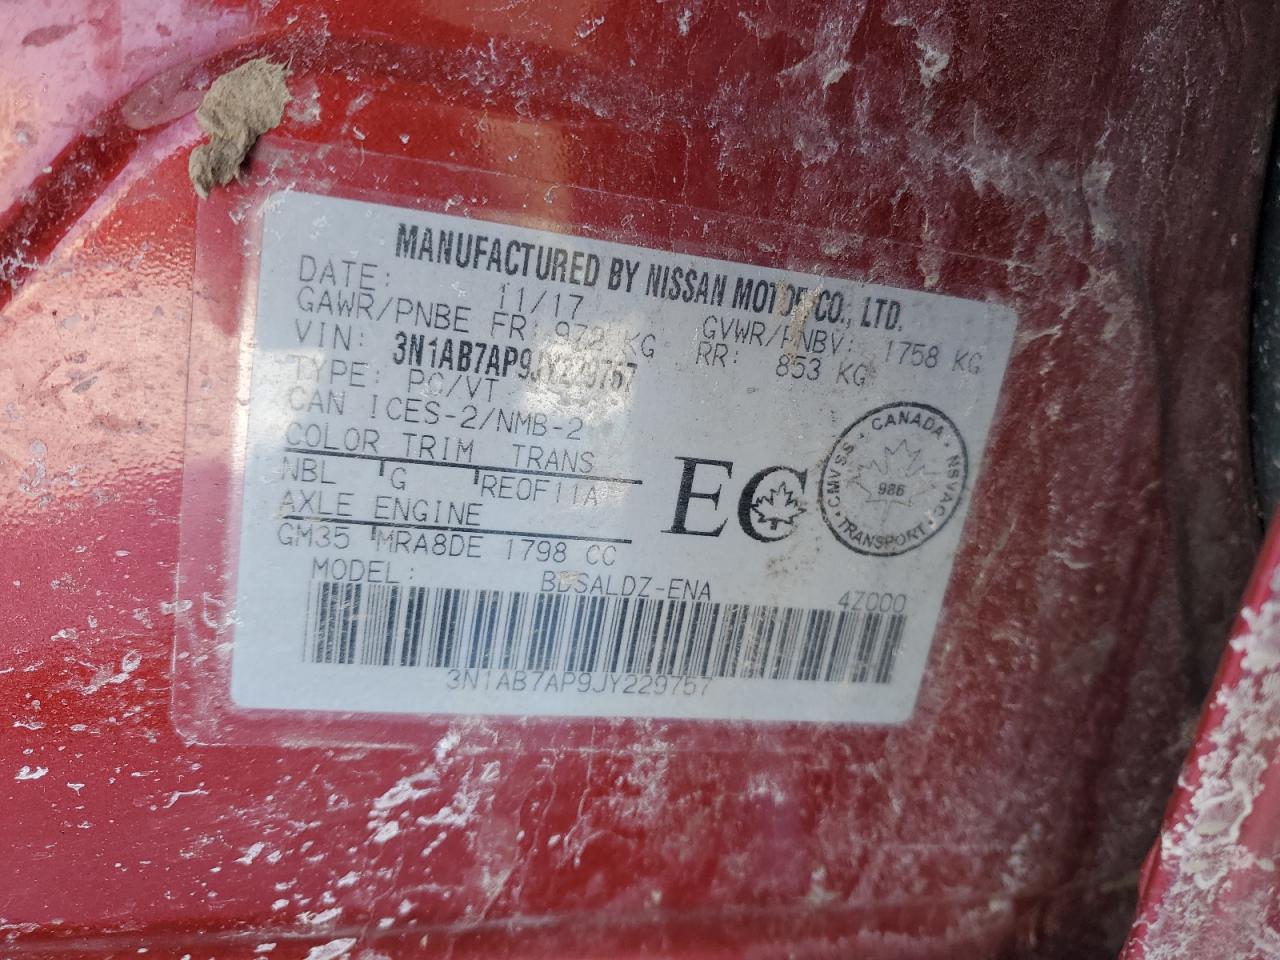 MANUFACTURED BY NISSAN MOTOR CO., LTD.
DATE: 11/17 GVWR/PNBV: 1758 KG
GAWR/PNBE FR: 972 KG RR: 853 KG
VIN: 3N1AB7AP9JY229757
TYPE: PC/VT
CAN ICES-2/NMB-2
COLOR TRIM TRANS
NBL G RE0F11A
AXLE ENGINE
GM35 MRA8DE 1798 CC
EC
CANADA
C.M.V.S.S. NSVAC
986
TRANSPORT
MODEL: BDSALDZ-ENA 4Z000
3N1AB7AP9JY229757